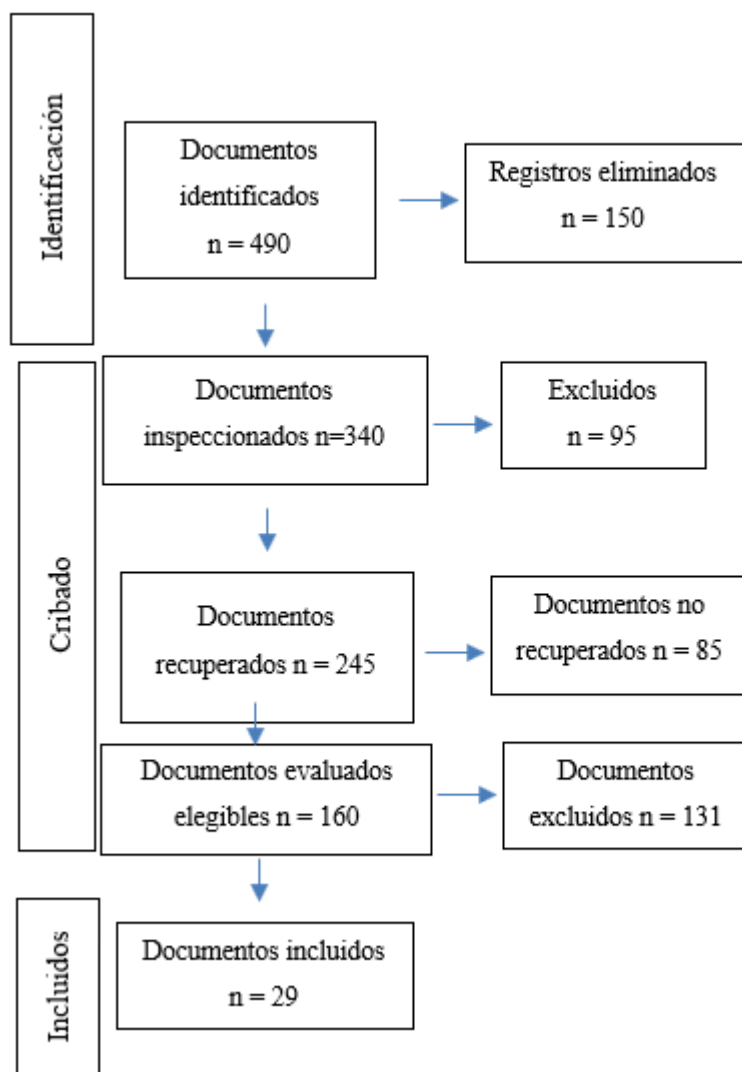 Identificación
Documentos
identificados
n = 490
Registros eliminados
n = 150
Cribado
Documentos
inspeccionados n=340
Excluidos
n = 95
Documentos
recuperados n = 245
Documentos no
recuperados n = 85
Documentos evaluados
elegibles n = 160
Documentos
excluidos n = 131
Incluidos
Documentos incluidos
n = 29